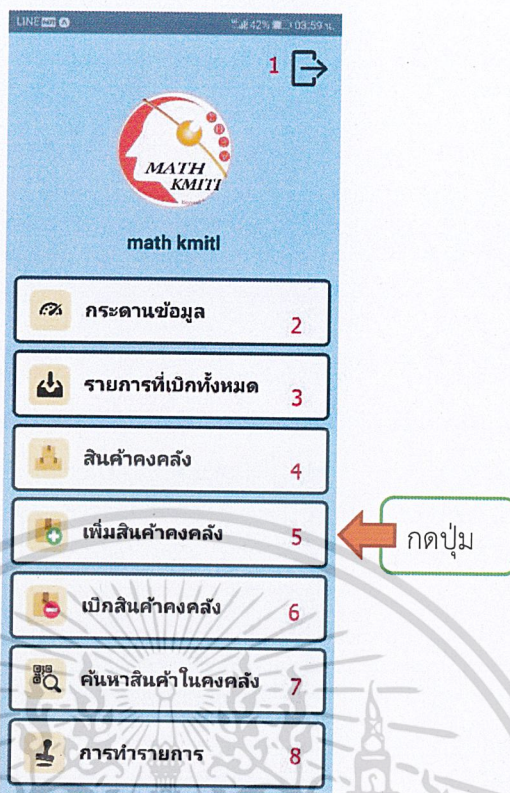 LINE
42% 03:59 น.
1
MATH
KMITL
math kmitl
กระดานข้อมูล 2
รายการที่เบิกทั้งหมด 3
สินค้าคงคลัง 4
เพิ่มสินค้าคงคลัง 5
กดปุ่ม
เบิกสินค้าคงคลัง 6
ค้นหาสินค้าในคงคลัง 7
การทำรายการ 8